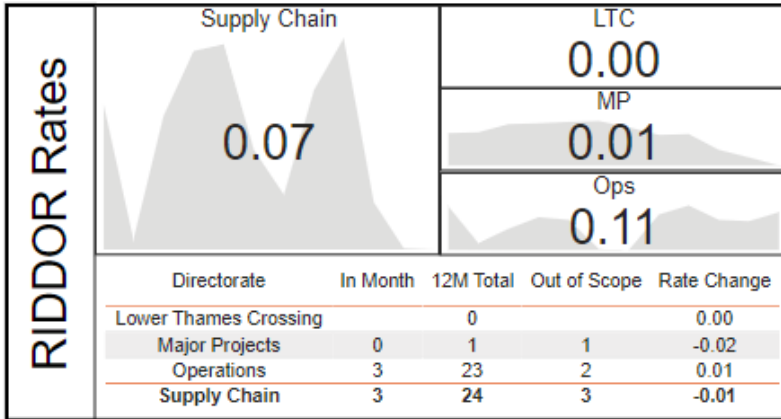 RIDDOR Rates
Supply Chain
0.07
LTC
0.00
MP
0.01
Ops
0.11
Directorate In Month 12M Total Out of Scope Rate Change
Lower Thames Crossing 0 0.00
Major Projects 0 1 1 -0.02
Operations 3 23 2 0.01
Supply Chain 3 24 3 -0.01